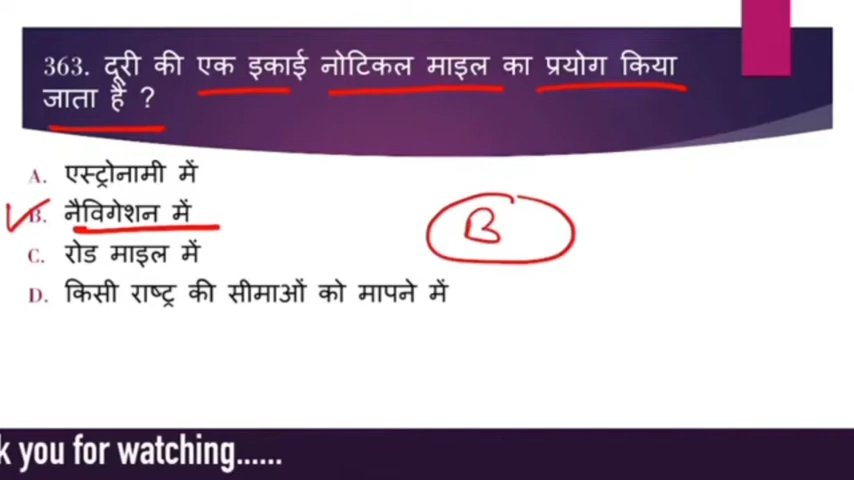 363. दूरी की एक इकाई नोटिकल माइल का प्रयोग किया
जाता हैं ?
A. एस्ट्रोनामी में
B. नैविगेशन में
B
C. रोड माइल में
D. किसी राष्ट्र की सीमाओं को मापने में
k you for watching......